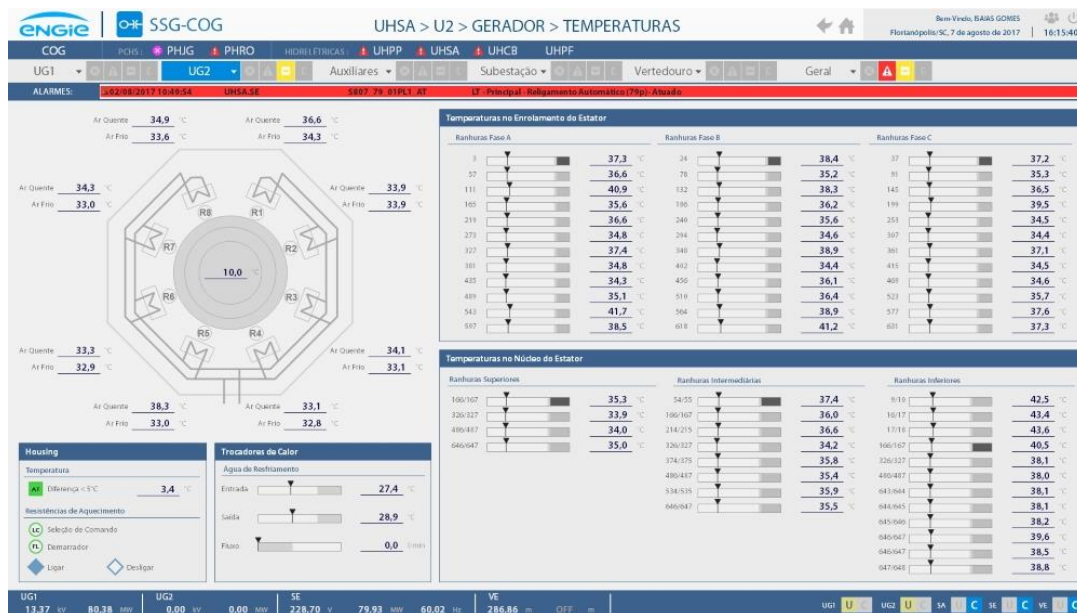 ENGIE SSG-COG UHSA > U2 > GERADOR > TEMPERATURAS Bem-Vindo, ISAIAS GOMES
Florianópolis/SC, 7 de agosto de 2017 16:15:40
COG PCHS: PHJG PHRO HIDRELÉTRICAS: UHPP UHSA UHCB UHPF
UG1 UG2 Auxiliares Subestação Vertedouro Geral
ALARMES: 02/08/2017 10:49:54 UHSA.SE S807_79_01PL1_AT LT - Principal - Religamento Automático (79p) - Atuado
Ar Quente 34,9 °C Ar Quente 36,6 °C
Ar Frio 33,6 °C Ar Frio 34,3 °C
Ar Quente 34,3 °C Ar Quente 33,9 °C
Ar Frio 33,0 °C Ar Frio 33,9 °C
R8 R1
R7 R2
10,0 °C
R6 R3
R5 R4
Ar Quente 33,3 °C Ar Quente 34,1 °C
Ar Frio 32,9 °C Ar Frio 33,1 °C
Ar Quente 38,3 °C Ar Quente 33,1 °C
Ar Frio 33,0 °C Ar Frio 32,8 °C
Housing
Temperatura
AT Diferença < 5°C 3,4 °C
Resistências de Aquecimento
LC Seleção de Comando
FL Demarrador
Ligar Desligar
Trocadores de Calor
Água de Resfriamento
Entrada 27,4 °C
Saída 28,9 °C
Fluxo 0,0 l/min
Temperaturas no Enrolamento do Estator
Ranhuras Fase A Ranhuras Fase B Ranhuras Fase C
3 37,3 °C 24 38,4 °C 37 37,2 °C
57 36,6 °C 78 35,2 °C 91 35,3 °C
111 40,9 °C 132 38,3 °C 145 36,5 °C
165 35,6 °C 186 36,2 °C 199 39,5 °C
219 36,6 °C 240 35,6 °C 253 34,5 °C
273 34,8 °C 294 34,6 °C 307 34,4 °C
327 37,4 °C 348 38,9 °C 361 37,1 °C
381 34,8 °C 402 34,4 °C 415 34,5 °C
435 34,3 °C 456 36,1 °C 469 34,6 °C
489 35,1 °C 510 36,4 °C 523 35,7 °C
543 41,7 °C 564 38,9 °C 577 37,6 °C
597 38,5 °C 618 41,2 °C 631 37,3 °C
Temperaturas no Núcleo do Estator
Ranhuras Superiores Ranhuras Intermediárias Ranhuras Inferiores
166/167 35,3 °C 54/55 37,4 °C 9/10 42,5 °C
326/327 33,9 °C 166/167 36,0 °C 16/17 43,4 °C
486/487 34,0 °C 214/215 36,6 °C 17/18 43,6 °C
646/647 35,0 °C 326/327 34,2 °C 166/167 40,5 °C
374/375 35,8 °C 326/327 38,1 °C
486/487 35,4 °C 486/487 38,0 °C
534/535 35,9 °C 643/644 38,1 °C
646/647 35,5 °C 644/645 38,1 °C
645/646 38,2 °C
646/647 39,6 °C
646/647 38,5 °C
647/648 38,8 °C
UG1 UG2 SE VE
13,37 kV 80,38 MW 0,00 kV 0,00 MW 228,70 V 79,93 MW 60,02 Hz 286,86 m OFF m
UG1 U C UG2 U C SA U C SE U C VE U C